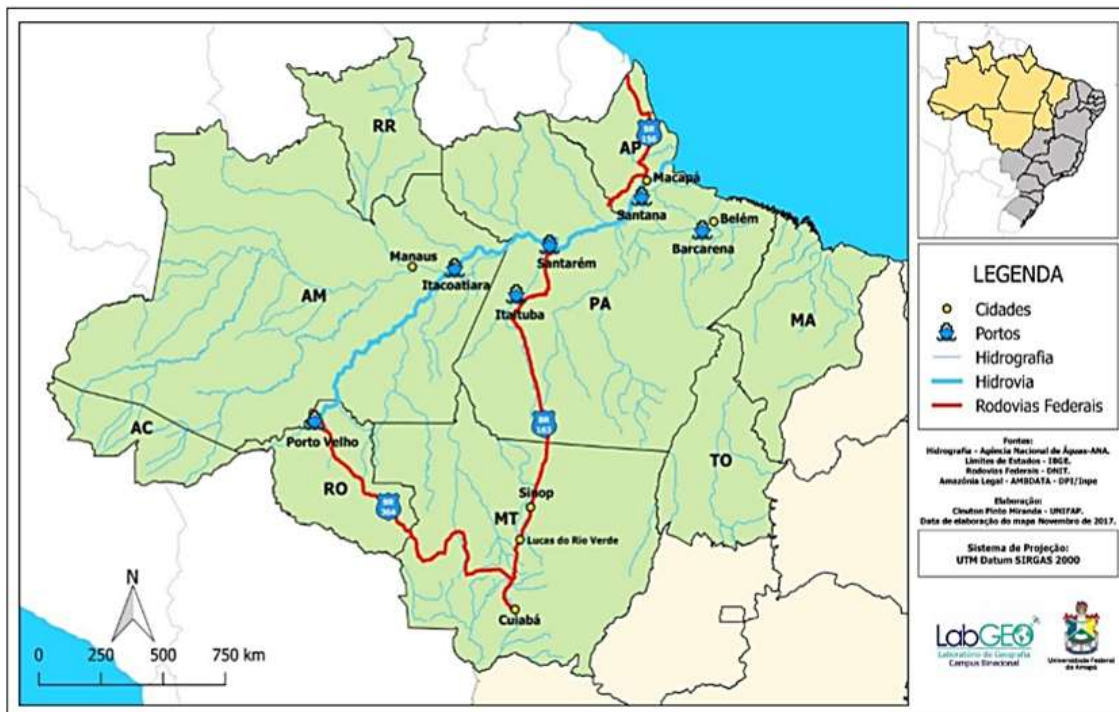 RR
AP
BR
156
Macapá
Santana
Belém
Barcarena
Manaus
Itacoatiara
Santarém
AM
Itaituba
PA
MA
AC
Porto Velho
BR
163
TO
RO
BR
364
Sinop
MT
Lucas do Rio Verde
Cuiabá
N
0 250 500 750 km
LEGENDA
Cidades
Portos
Hidrografia
Hidrovia
Rodovias Federais
Fontes:
Hidrografia - Agência Nacional de Águas-ANA.
Limites de Estados - IBGE.
Rodovias Federais - DNIT.
Amazônia Legal - AMBDATA - DPI/Inpe
Elaboração:
Cleuton Pinto Miranda - UNIFAP.
Data de elaboração do mapa Novembro de 2017.
Sistema de Projeção:
UTM Datum SIRGAS 2000
LabGEO
Laboratório de Geografia
Campus Binacional
Universidade Federal
do Amapá